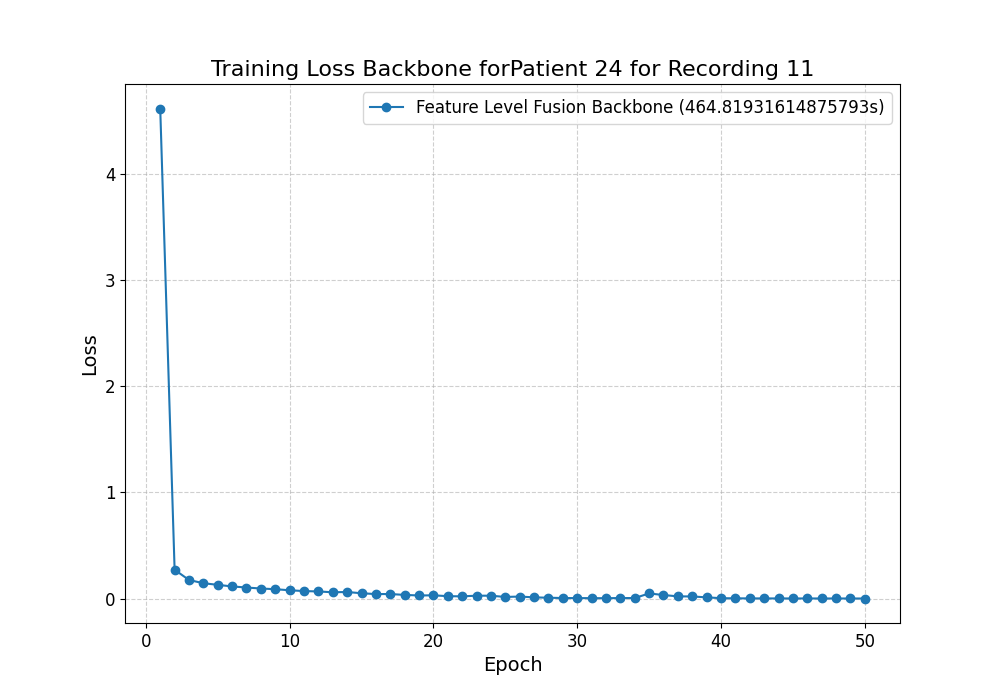 Training Loss Backbone forPatient 24 for Recording 11
Feature Level Fusion Backbone (464.81931614875793s)
Loss
4
3
2
1
0
0 10 20 30 40 50
Epoch